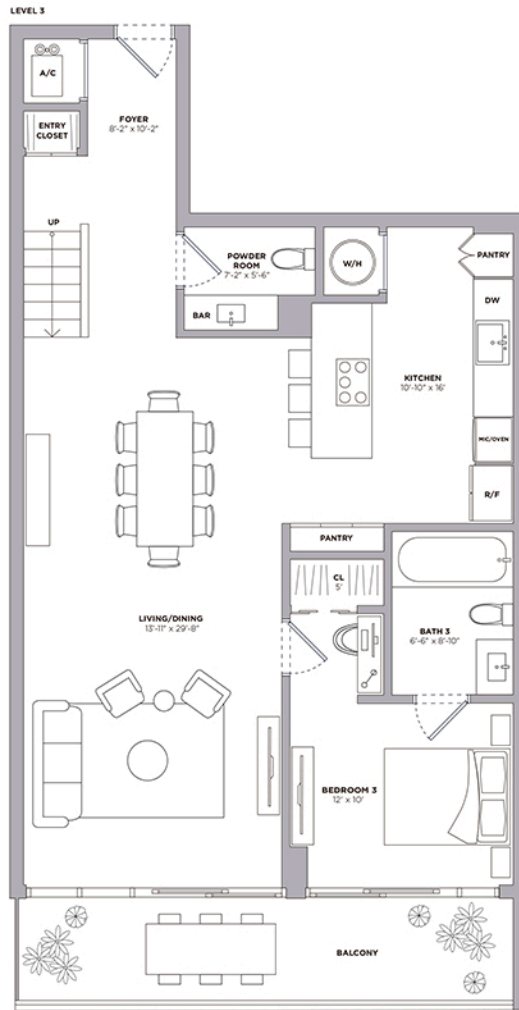 LEVEL 3
A/C
FOYER
8'-2" x 10'-2"
ENTRY
CLOSET
UP
POWDER
ROOM
7'-2" x 5'-6"
W/H
PANTRY
DW
BAR
KITCHEN
10'-10" x 16'
MIC/OVEN
R/F
PANTRY
CL
5'
LIVING/DINING
13'-11" x 29'-8"
BATH 3
6'-6" x 8'-10"
BEDROOM 3
12' x 10'
BALCONY